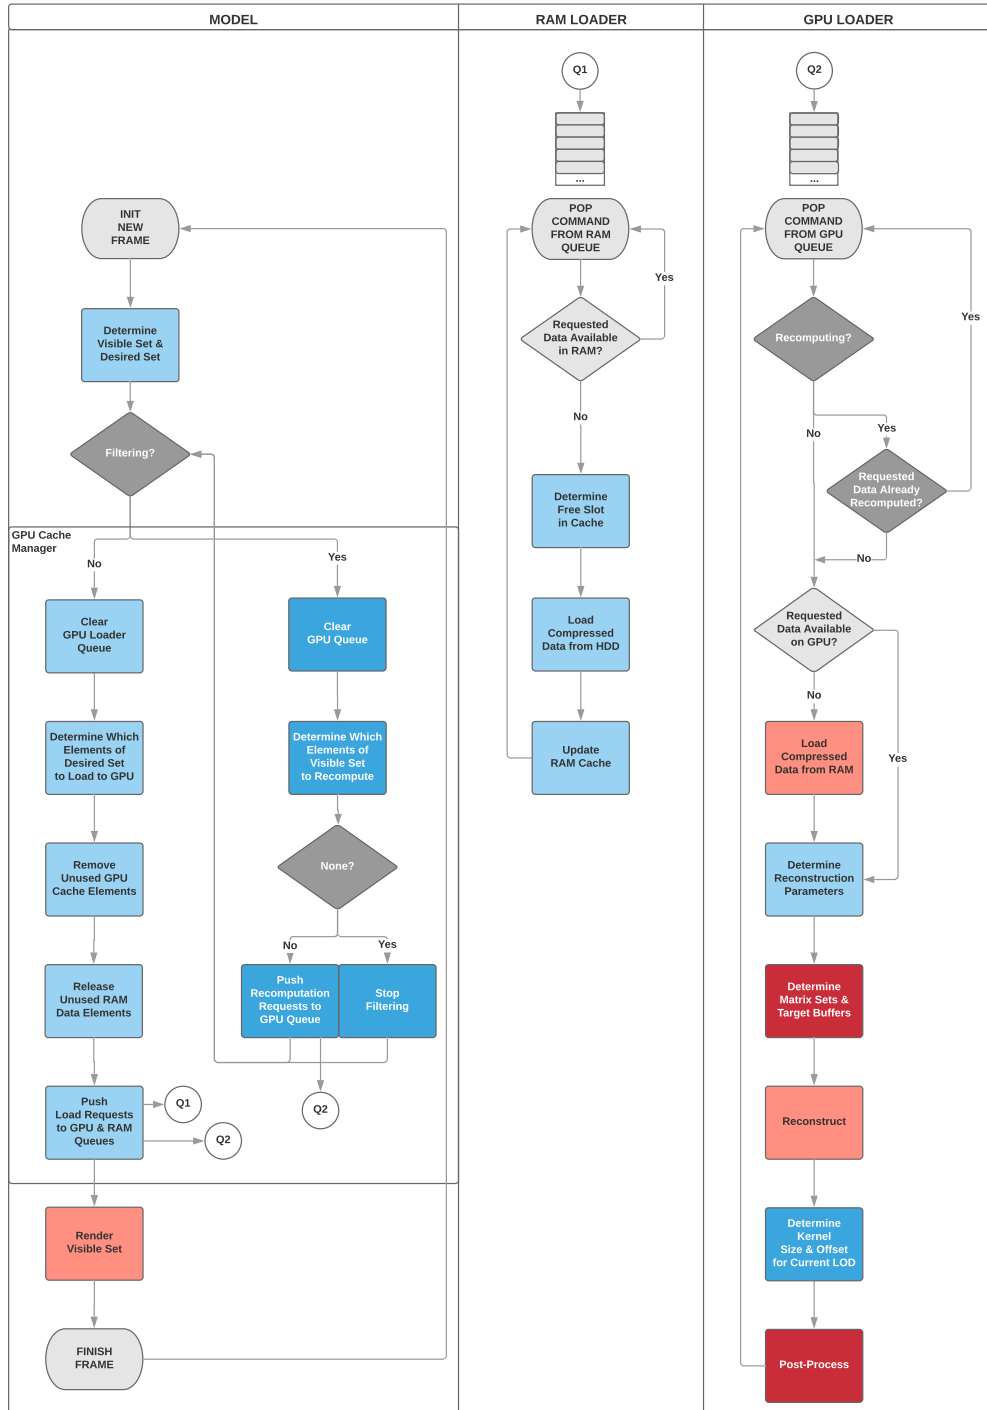 MODEL
RAM LOADER
GPU LOADER
INIT
NEW
FRAME
Determine
Visible Set &
Desired Set
Filtering?
GPU Cache
Manager
No
Yes
Clear
GPU Loader
Queue
Clear
GPU Queue
Determine Which
Elements of
Desired Set
to Load to GPU
Determine Which
Elements of
Visible Set
to Recompute
Remove
Unused GPU
Cache Elements
None?
No
Yes
Release
Unused RAM
Data Elements
Push
Recomputation
Requests to
GPU Queue
Stop
Filtering
Push
Load Requests
to GPU & RAM
Queues
Q1
Q2
Q2
Render
Visible Set
FINISH
FRAME
Q1
...
POP
COMMAND
FROM RAM
QUEUE
Yes
Requested
Data Available
in RAM?
No
Determine
Free Slot
in Cache
Load
Compressed
Data from HDD
Update
RAM Cache
Q2
...
POP
COMMAND
FROM GPU
QUEUE
Yes
Recomputing?
No
Yes
Requested
Data Already
Recomputed?
No
Requested
Data Available
on GPU?
No
Yes
Load
Compressed
Data from RAM
Determine
Reconstruction
Parameters
Determine
Matrix Sets &
Target Buffers
Reconstruct
Determine
Kernel
Size & Offset
for Current LOD
Post-Process